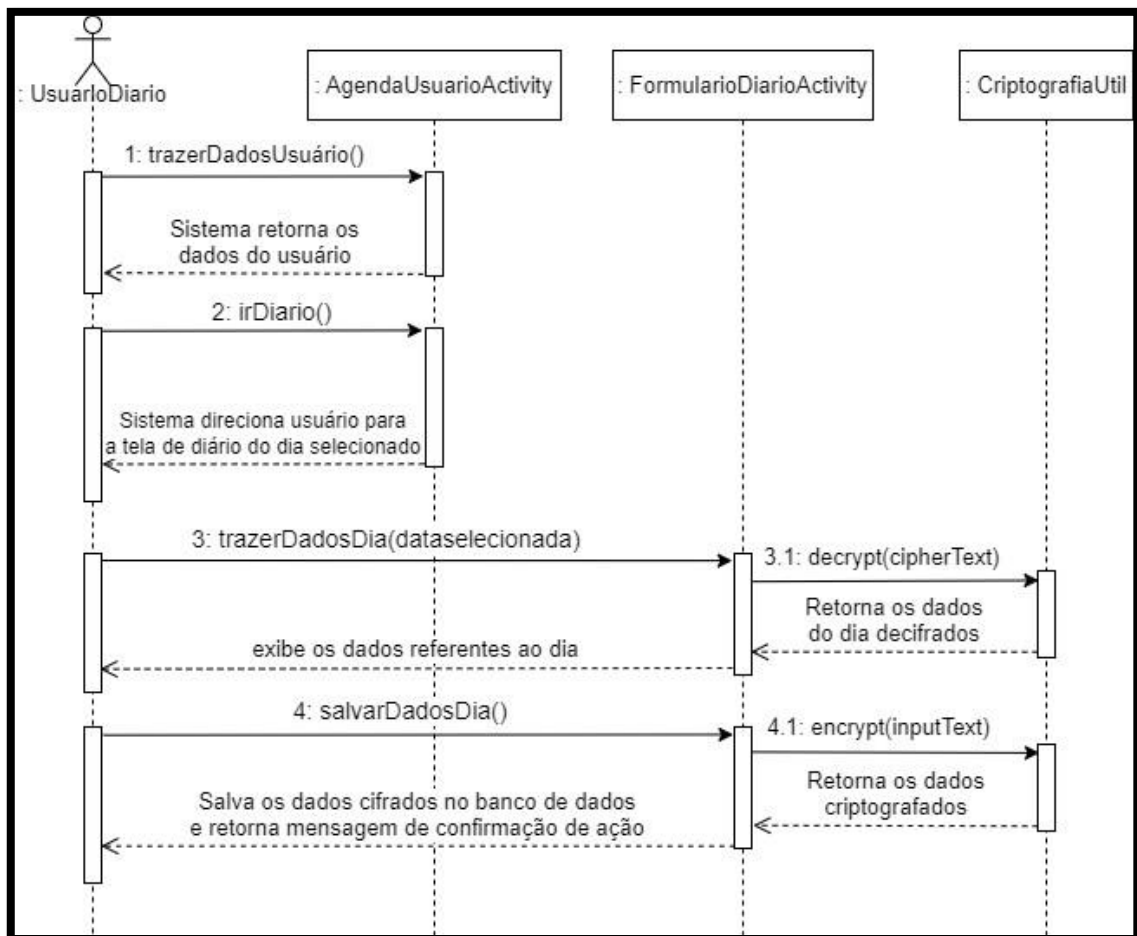 : UsuárioDiario
: AgendaUsuarioActivity
: FormularioDiarioActivity
: CriptografiaUtil
1: trazerDadosUsuário()
Sistema retorna os
dados do usuário
2: irDiario()
Sistema direciona usuário para
a tela de diário do dia selecionado
3: trazerDadosDia(dataselecionada)
3.1: decrypt(cipherText)
Retorna os dados
do dia decifrados
exibe os dados referentes ao dia
4: salvarDadosDia()
4.1: encrypt(inputText)
Retorna os dados
criptografados
Salva os dados cifrados no banco de dados
e retorna mensagem de confirmação de ação